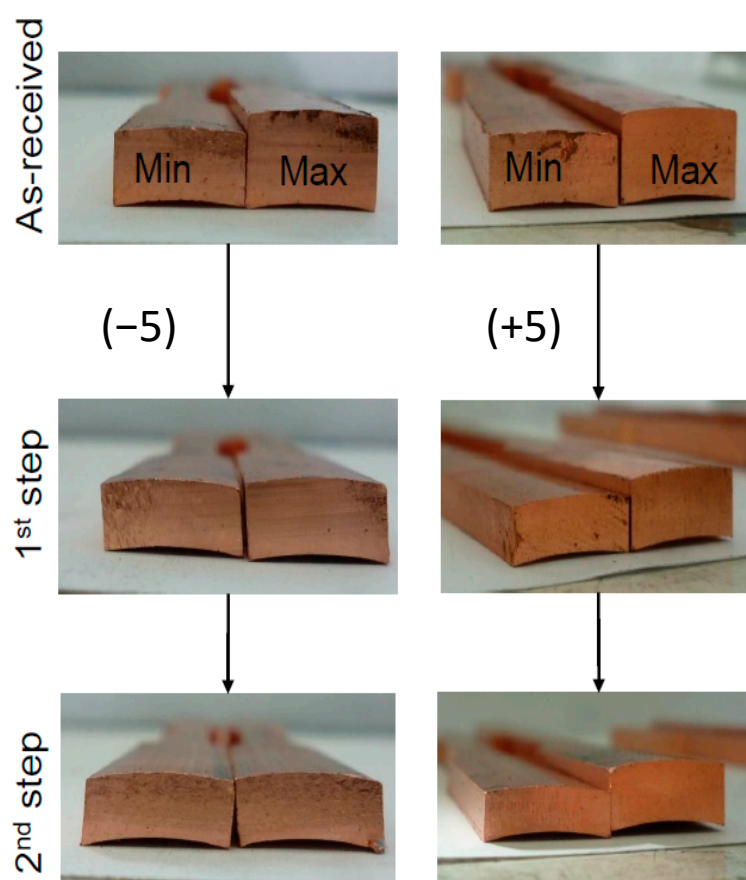 As-received
Min
Max
Min
Max
(−5)
(+5)
1st step
2nd step